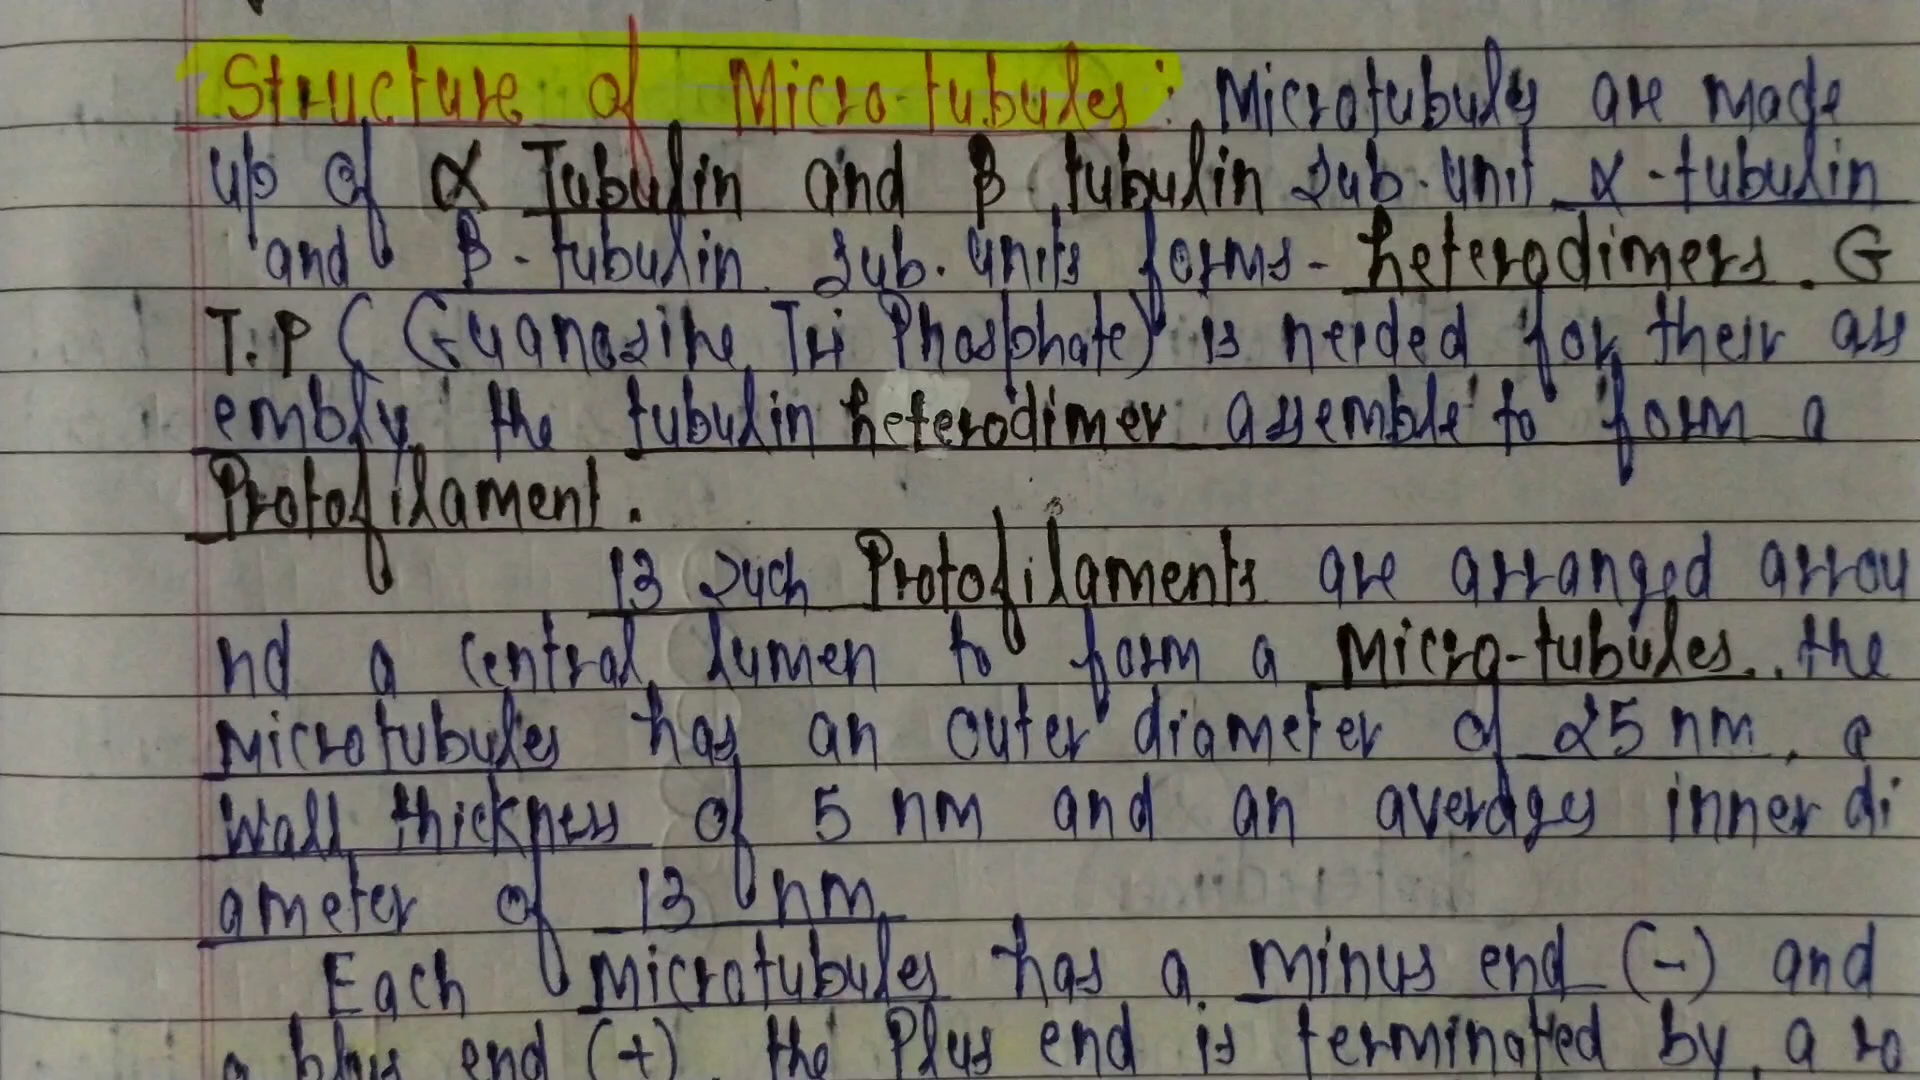 Structure of Micro-tubules: Microtubules are made
up of α Tubulin and β tubulin sub-unit α-tubulin
and β-tubulin sub-units forms- heterodimers. G
T.P (Guanosine Tri Phosphate) is needed for their ass
embly the tubulin heterodimer assemble to form a
Protofilament.
13 such Protofilaments are arranged arrou
nd a central lumen to form a Micro-tubules. the
Microtubules has an outer diameter of 25 nm, a
Wall thickness of 5 nm and an average inner di
ameter of 13 nm
Each Microtubules has a minus end (-) and
a plus end (+) the Plus end is terminated by a ro